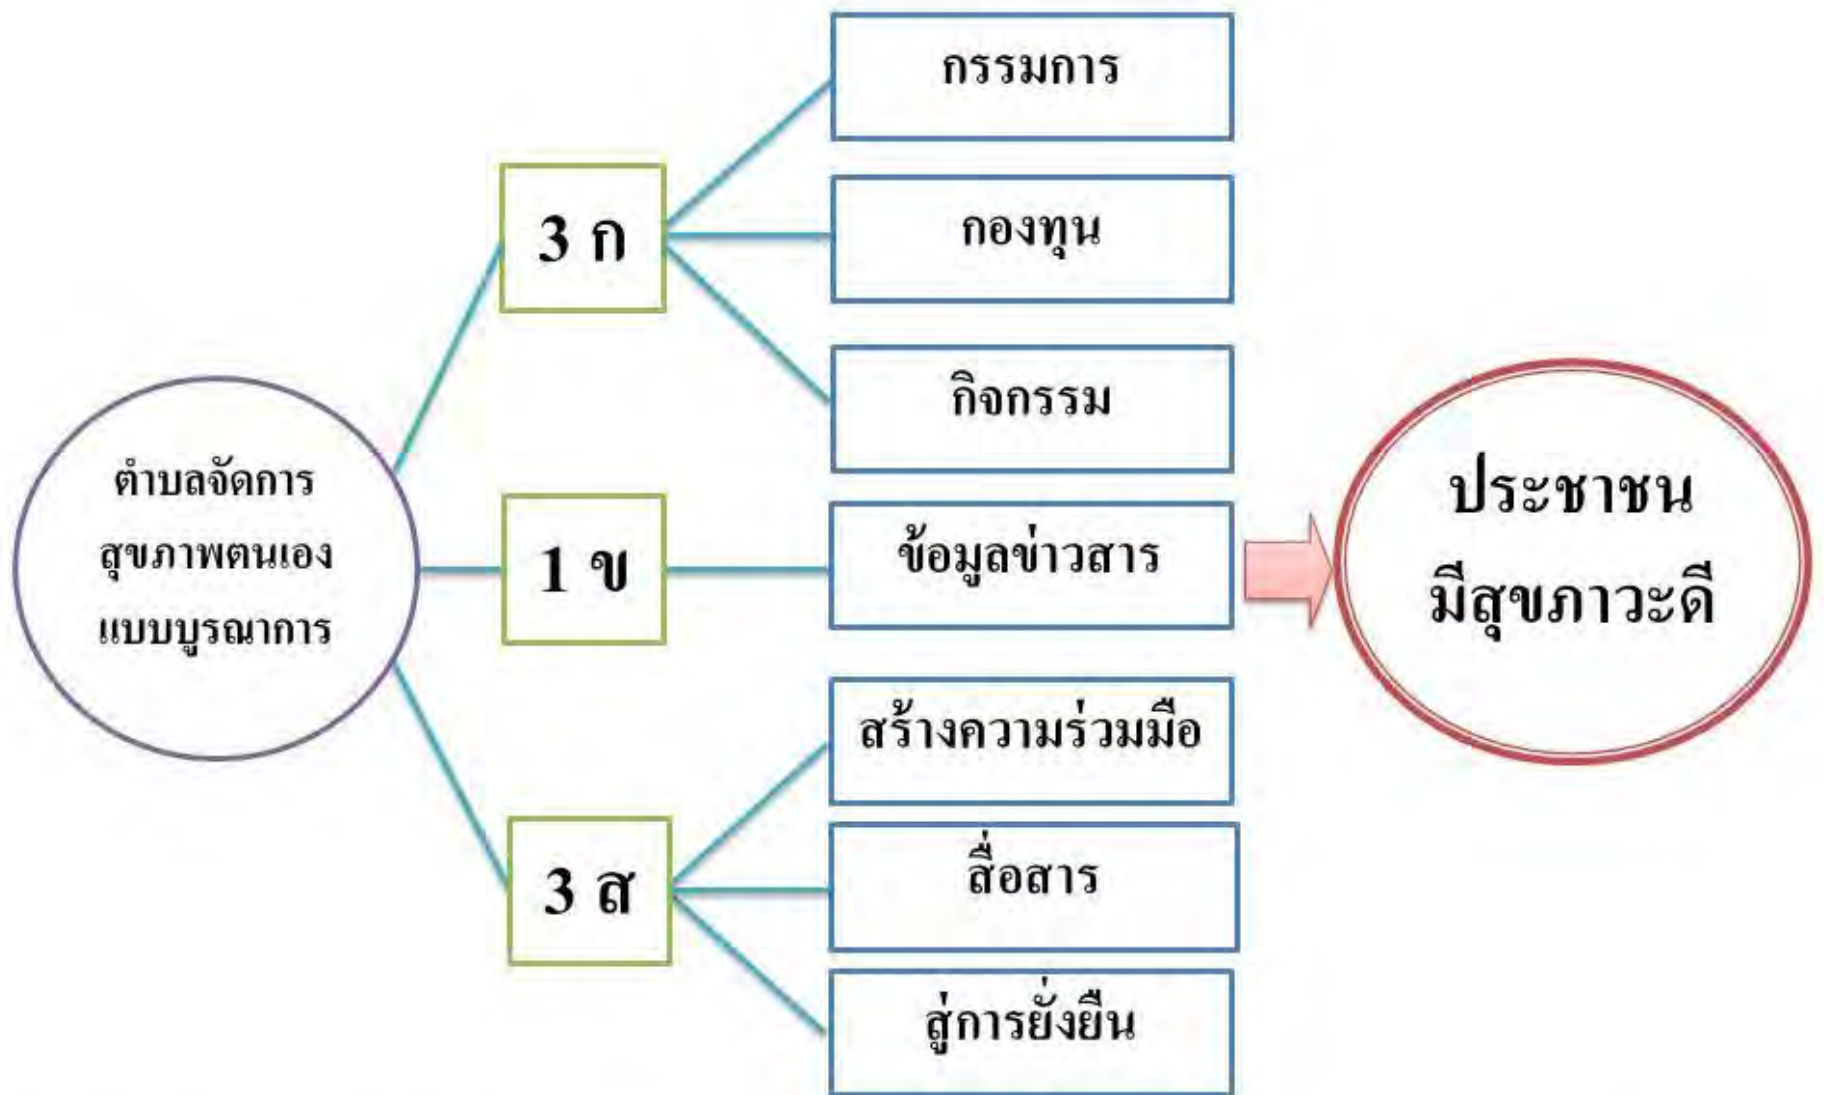 ตำบลจัดการ
สุขภาพตนเอง
แบบบูรณาการ
3 ก
กรรมการ
กองทุน
กิจกรรม
1 ข
ข้อมูลข่าวสาร
3 ส
สร้างความร่วมมือ
สื่อสาร
สู่การยั่งยืน
ประชาชน
มีสุขภาวะดี